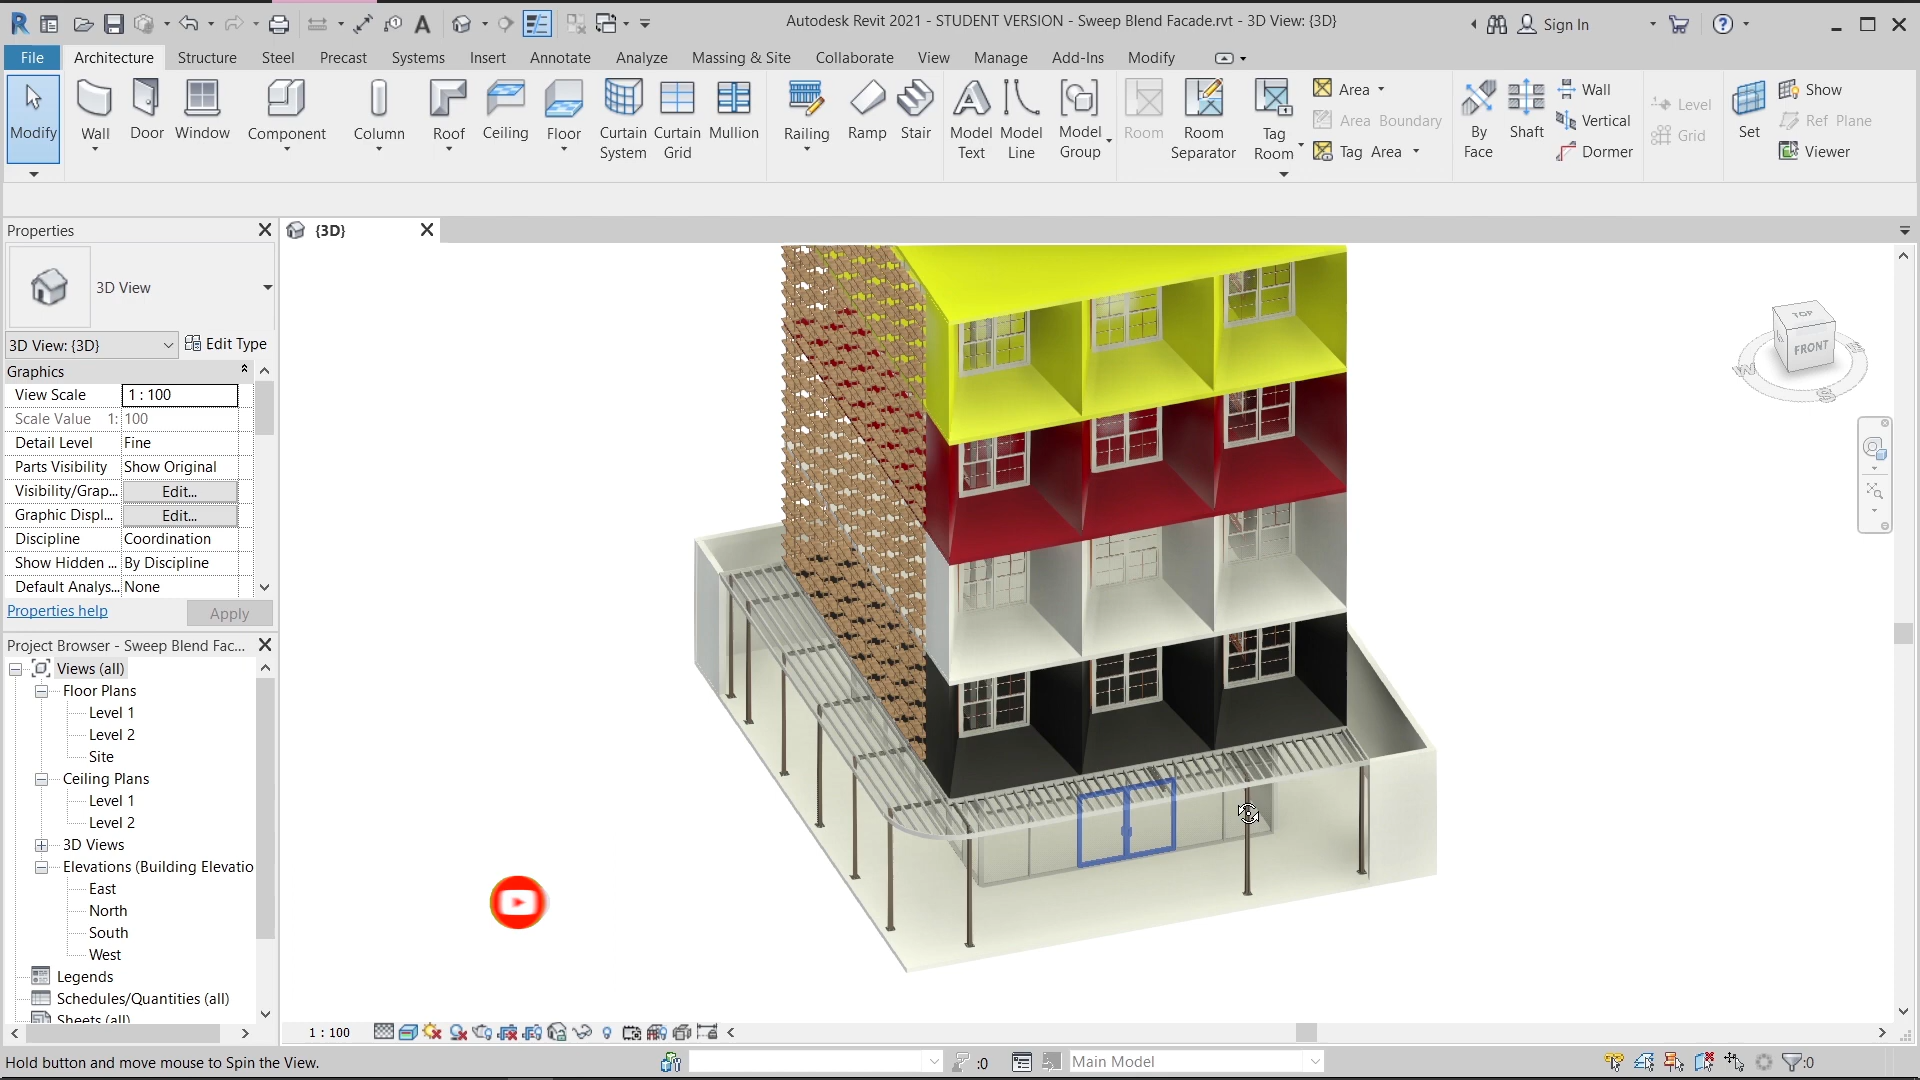 Autodesk Revit 2021 - STUDENT VERSION - Sweep Blend Facade.rvt - 3D View: {3D}
Sign In
File Architecture Structure Steel Precast Systems Insert Annotate Analyze Massing & Site Collaborate View Manage Add-Ins Modify
Modify
Wall
Door
Window
Component
Column
Roof
Ceiling
Floor
Curtain System
Curtain Grid
Mullion
Railing
Ramp
Stair
Model Text
Model Line
Model Group
Room
Room Separator
Tag Room
Area
Area Boundary
Tag Area
By Face
Shaft
Wall
Vertical
Dormer
Level
Grid
Set
Show
Ref Plane
Viewer
Properties
{3D}
3D View
3D View: {3D}
Edit Type
Graphics
View Scale 1 : 100
Scale Value 1: 100
Detail Level Fine
Parts Visibility Show Original
Visibility/Grap... Edit...
Graphic Displ... Edit...
Discipline Coordination
Show Hidden ... By Discipline
Default Analys... None
Properties help
Apply
Project Browser - Sweep Blend Fac...
Views (all)
Floor Plans
Level 1
Level 2
Site
Ceiling Plans
Level 1
Level 2
3D Views
Elevations (Building Elevatio
East
North
South
West
Legends
Schedules/Quantities (all)
Sheets (all)
TOP
FRONT
W
S
E
1 : 100
Hold button and move mouse to Spin the View.
:0
Main Model
:0